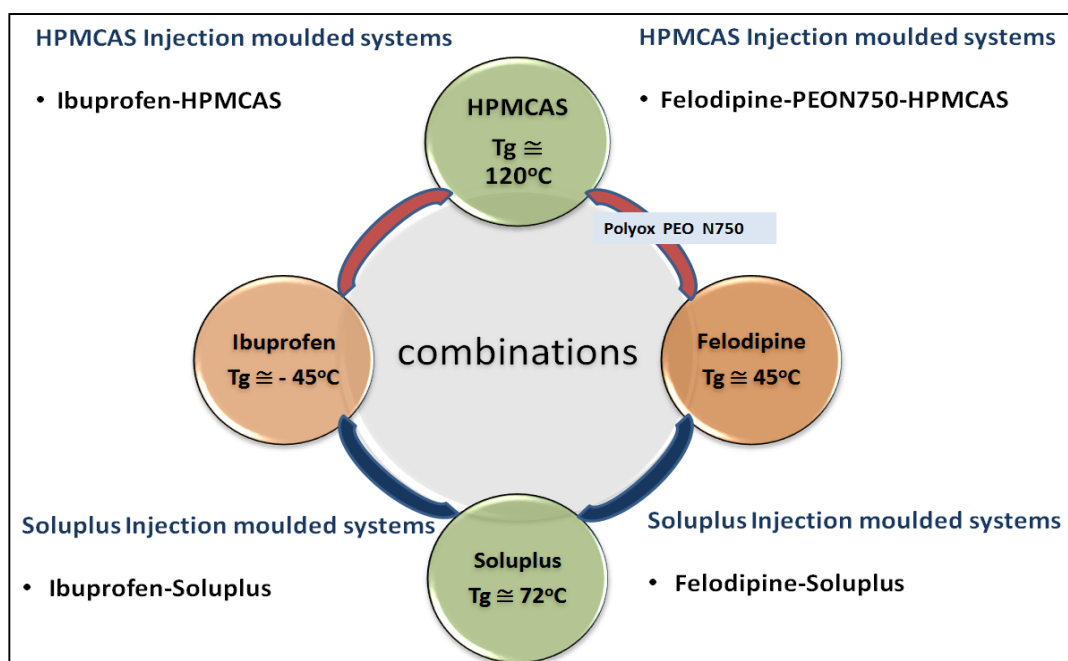 HPMCAS Injection moulded systems
• Ibuprofen-HPMCAS
HPMCAS Injection moulded systems
• Felodipine-PEON750-HPMCAS
HPMCAS
Tg ≅
120°C
Polyox PEO N750
Ibuprofen
Tg ≅ - 45°C
combinations
Felodipine
Tg ≅ 45°C
Soluplus Injection moulded systems
• Ibuprofen-Soluplus
Soluplus
Tg ≅ 72°C
Soluplus Injection moulded systems
• Felodipine-Soluplus